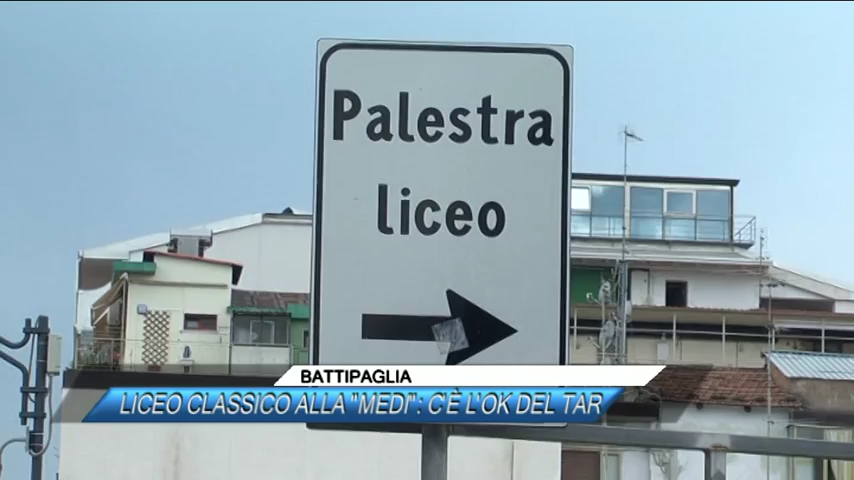 Palestra
liceo
BATTIPAGLIA
LICEO CLASSICO ALLA "MEDI": C'È L'OK DEL TAR